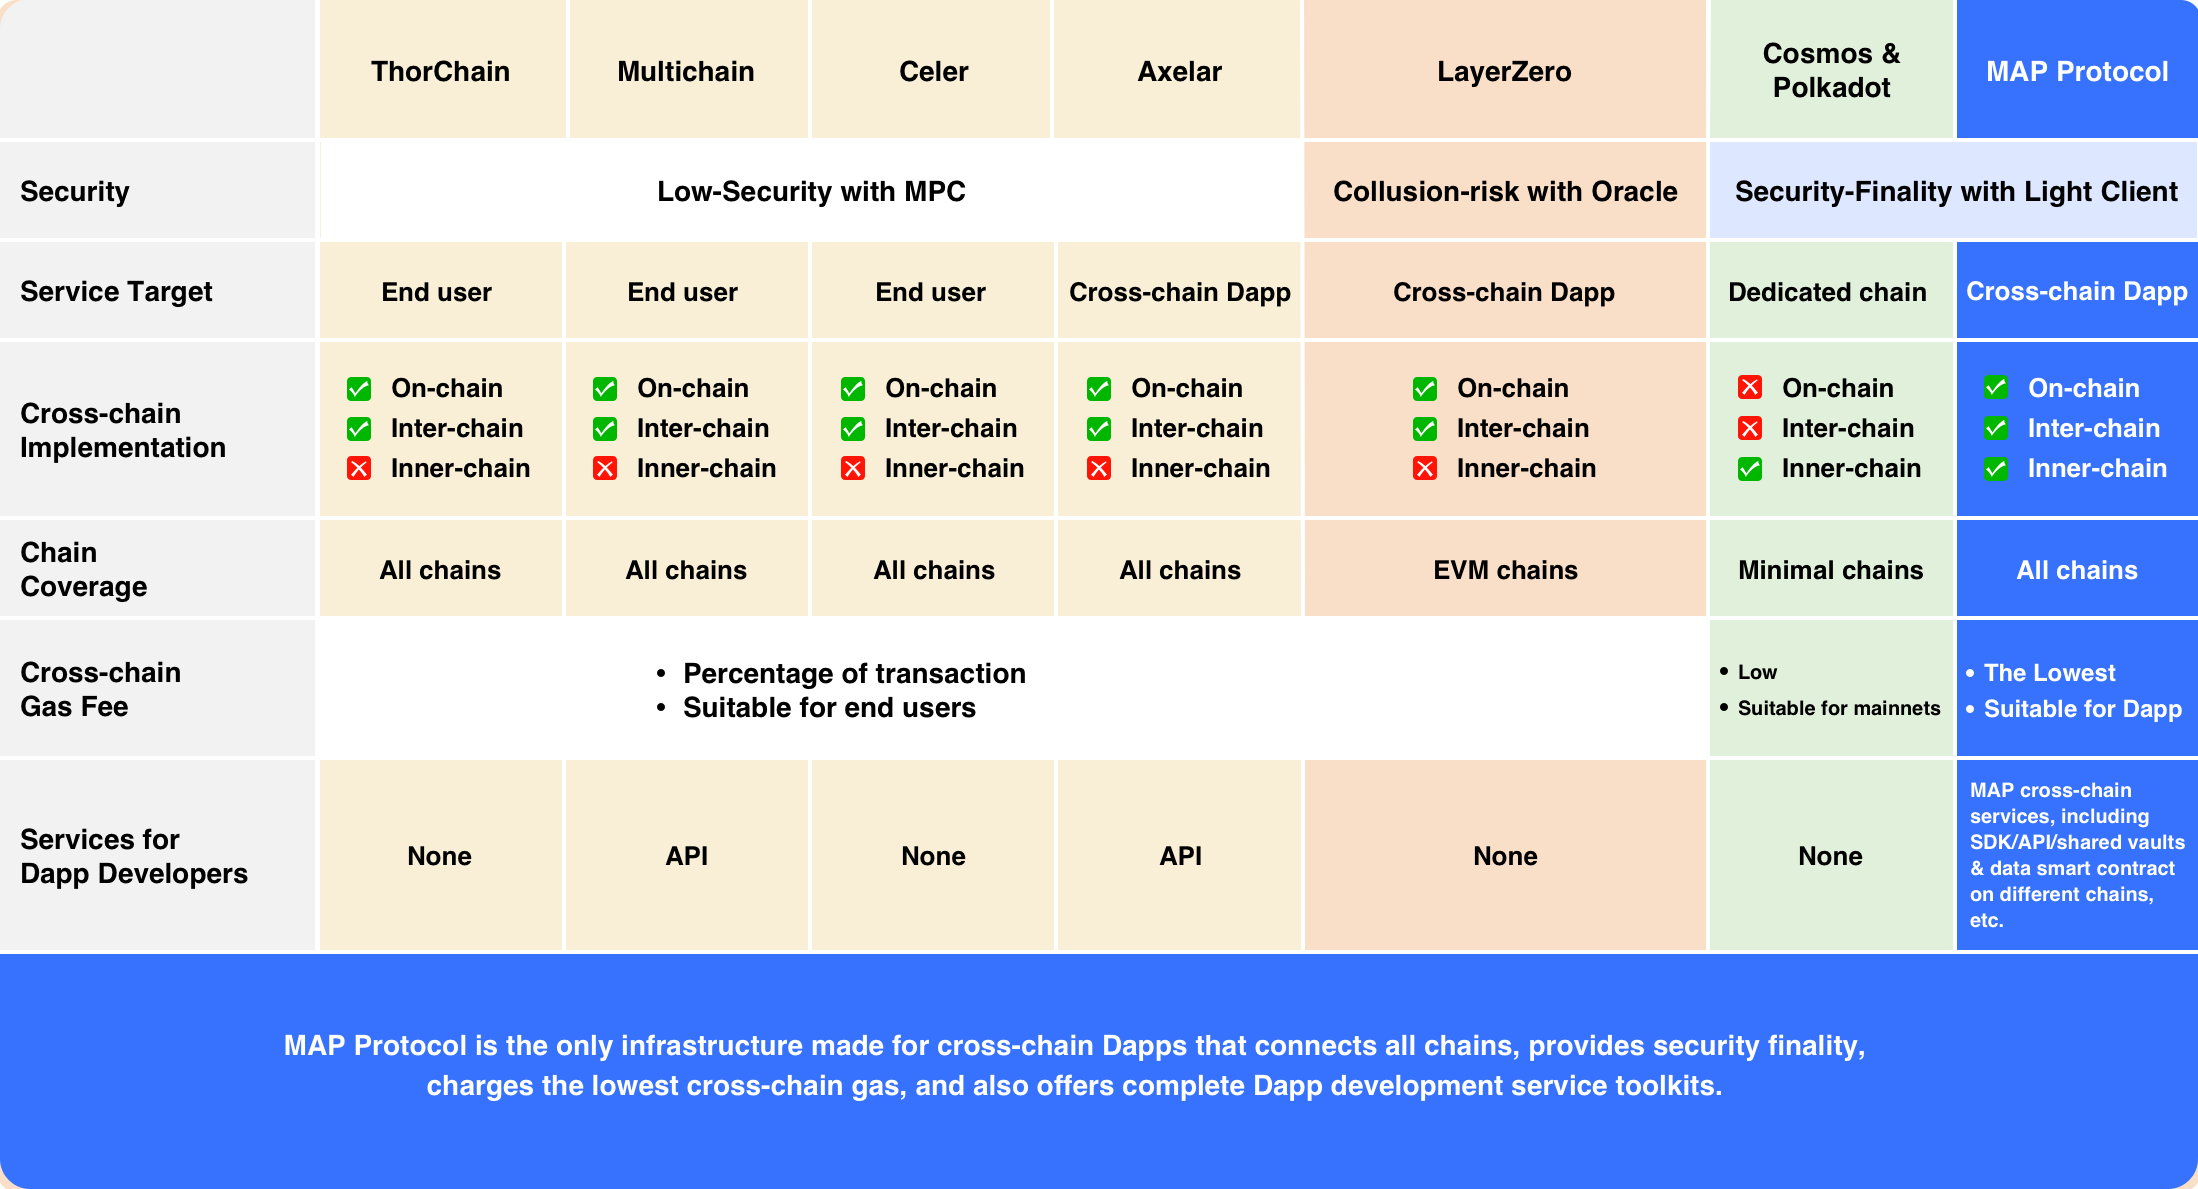 ThorChain
Multichain
Celer
Axelar
LayerZero
Cosmos &
Polkadot
MAP Protocol
Security
Low-Security with MPC
Collusion-risk with Oracle
Security-Finality with Light Client
Service Target
End user
End user
End user
Cross-chain Dapp
Cross-chain Dapp
Dedicated chain
Cross-chain Dapp
Cross-chain
Implementation
On-chain
Inter-chain
Inner-chain
On-chain
Inter-chain
Inner-chain
On-chain
Inter-chain
Inner-chain
On-chain
Inter-chain
Inner-chain
On-chain
Inter-chain
Inner-chain
On-chain
Inter-chain
Inner-chain
On-chain
Inter-chain
Inner-chain
Chain
Coverage
All chains
All chains
All chains
All chains
EVM chains
Minimal chains
All chains
Cross-chain
Gas Fee
• Percentage of transaction
• Suitable for end users
• Low
• Suitable for mainnets
• The Lowest
• Suitable for Dapp
Services for
Dapp Developers
None
API
None
API
None
None
MAP cross-chain
services, including
SDK/API/shared vaults
& data smart contract
on different chains,
etc.
MAP Protocol is the only infrastructure made for cross-chain Dapps that connects all chains, provides security finality,
charges the lowest cross-chain gas, and also offers complete Dapp development service toolkits.